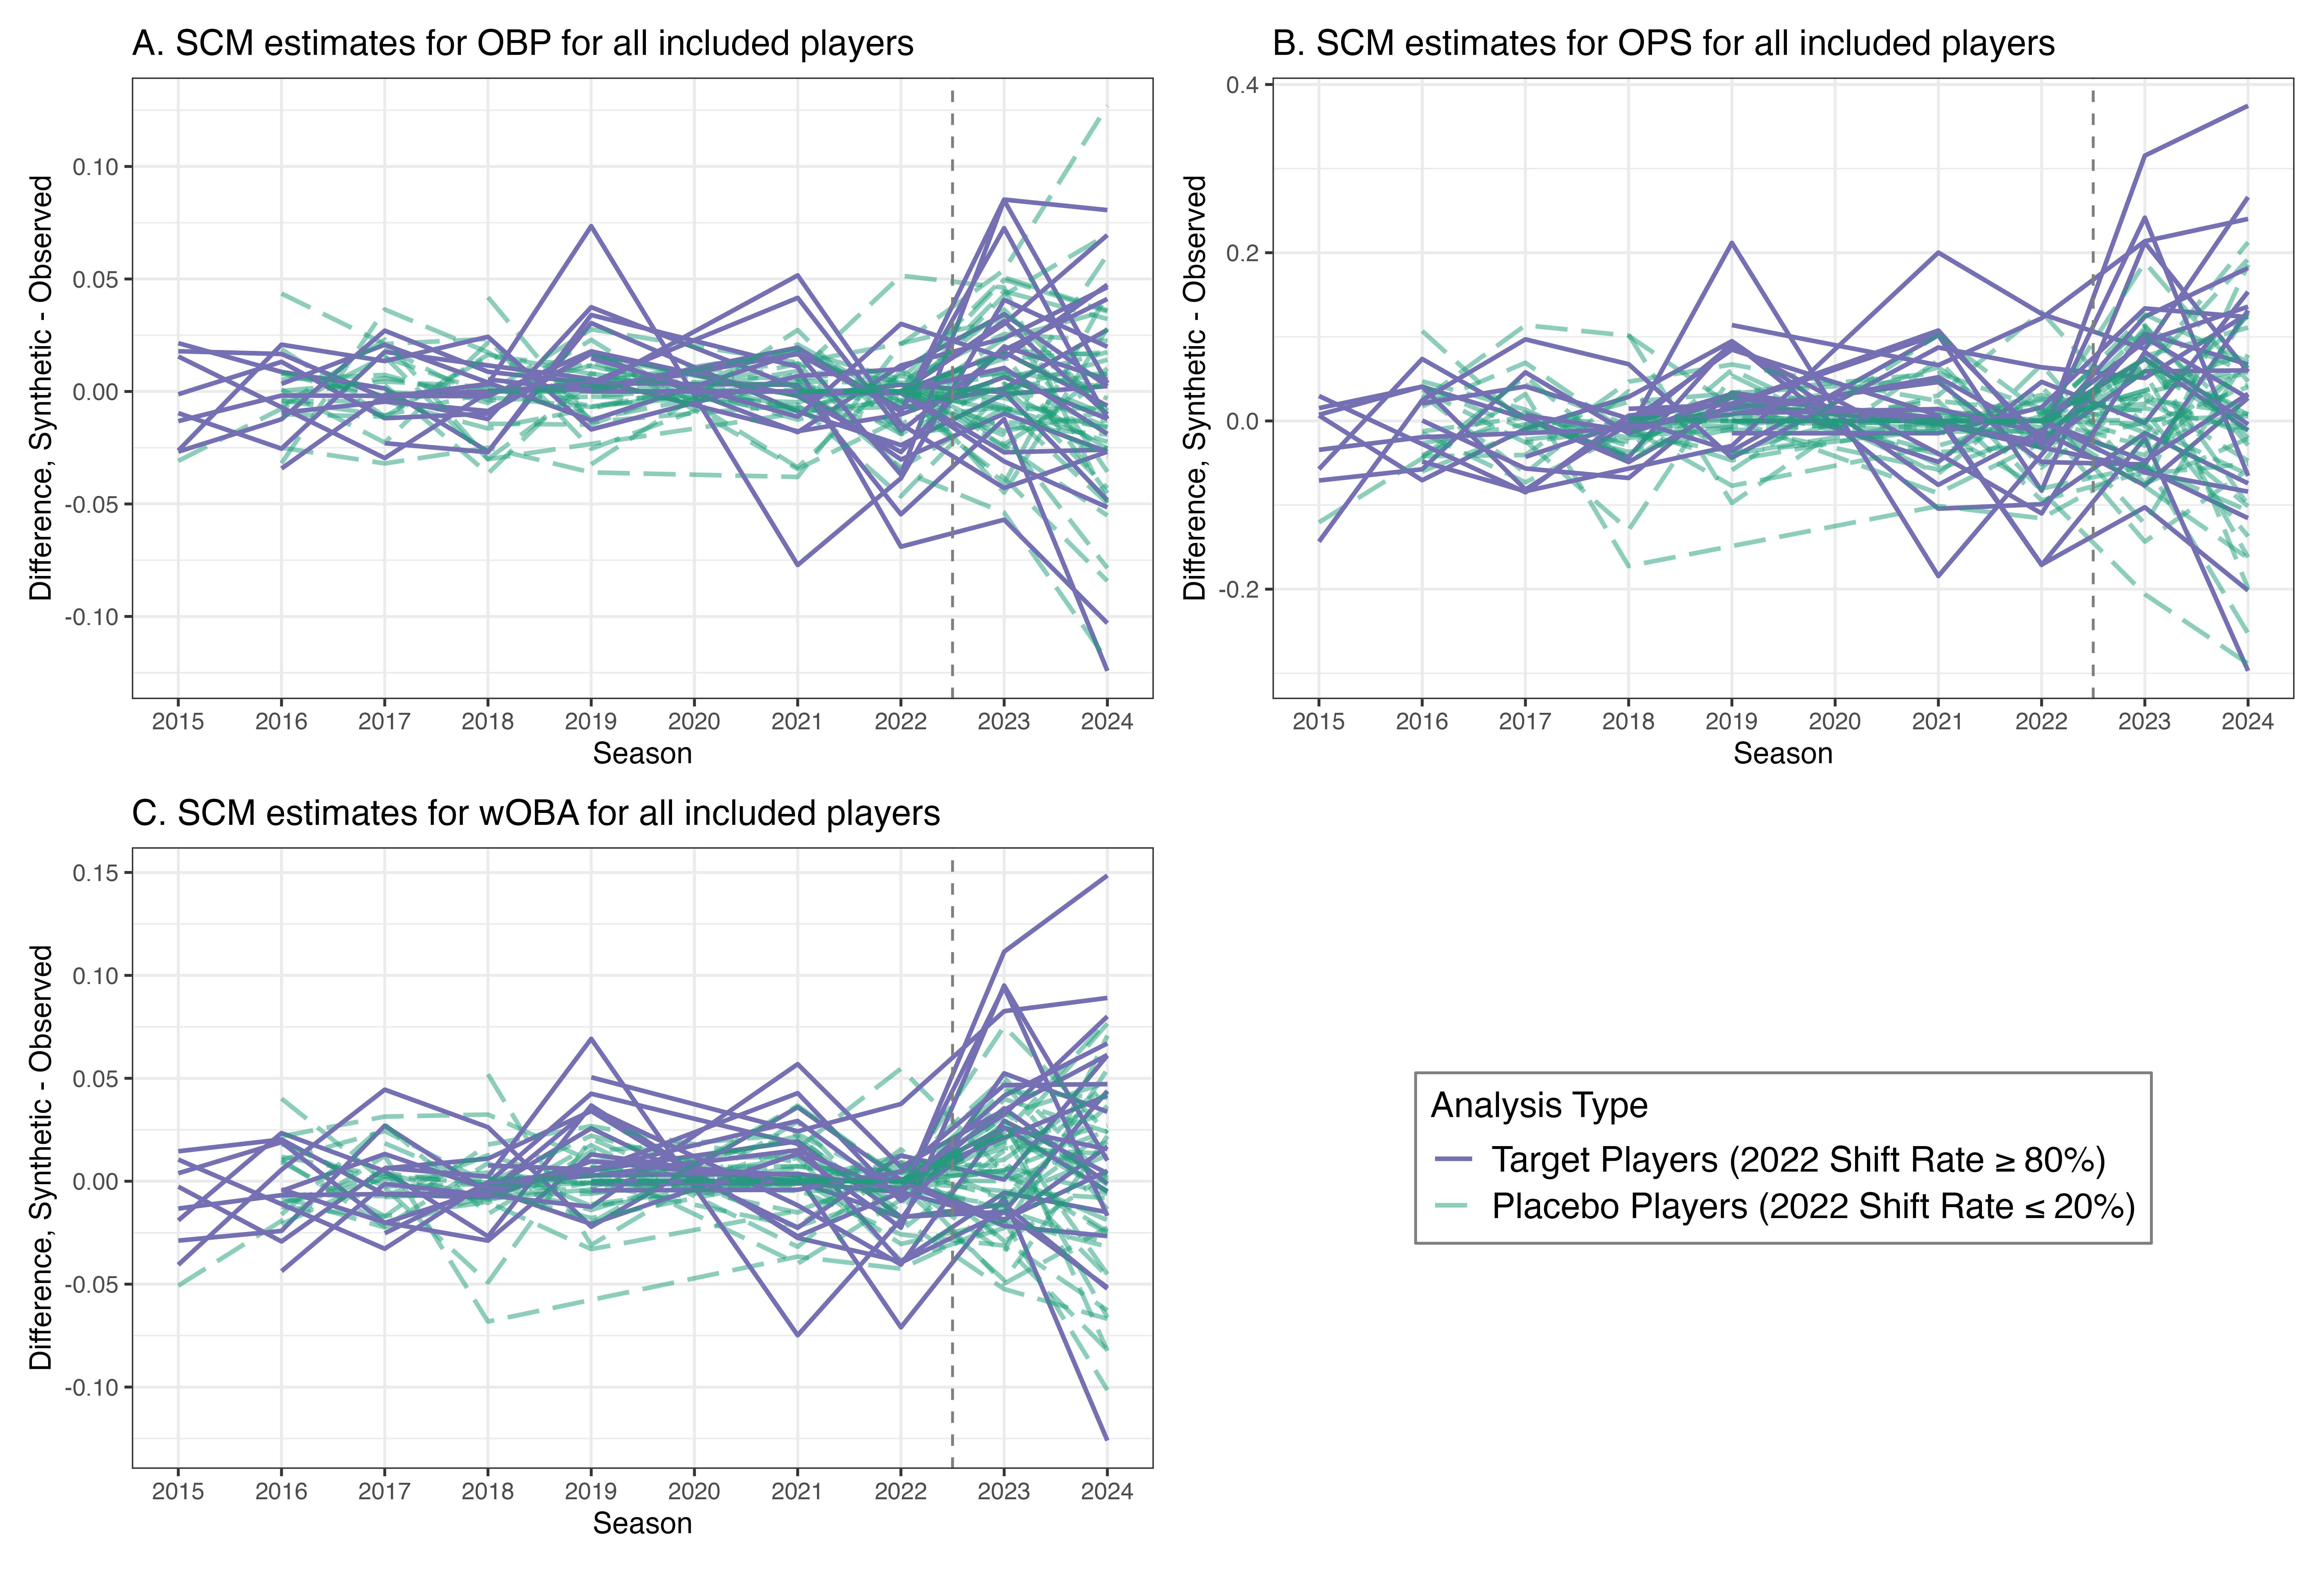 A. SCM estimates for OBP for all included players
Difference, Synthetic - Observed
0.10
0.05
0.00
-0.05
-0.10
2015 2016 2017 2018 2019 2020 2021 2022 2023 2024
Season
B. SCM estimates for OPS for all included players
Difference, Synthetic - Observed
0.4
0.2
0.0
-0.2
2015 2016 2017 2018 2019 2020 2021 2022 2023 2024
Season
C. SCM estimates for wOBA for all included players
Difference, Synthetic - Observed
0.15
0.10
0.05
0.00
-0.05
-0.10
2015 2016 2017 2018 2019 2020 2021 2022 2023 2024
Season
Analysis Type
Target Players (2022 Shift Rate ≥ 80%)
Placebo Players (2022 Shift Rate ≤ 20%)